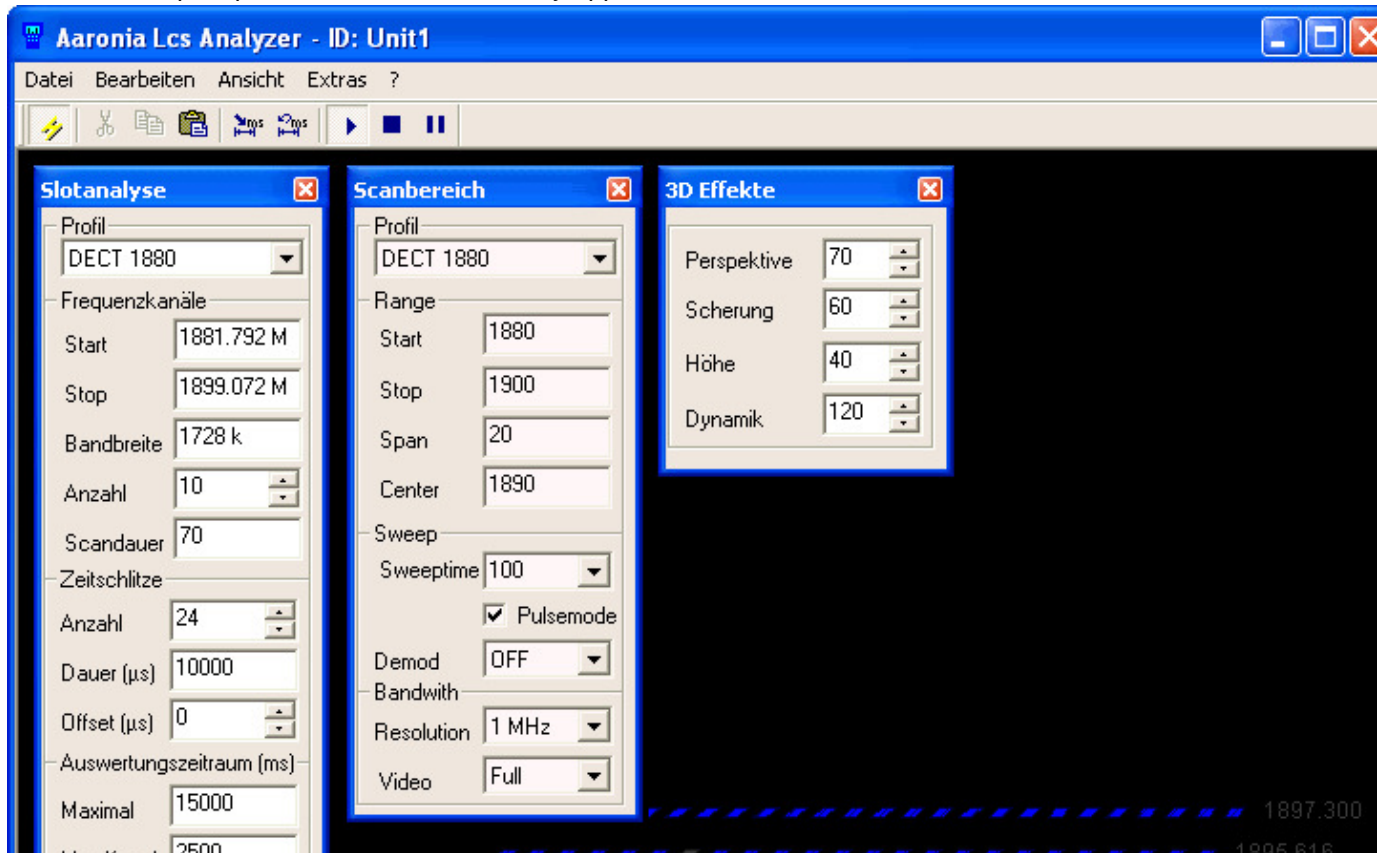 Aaronia Lcs Analyzer - ID: Unit1
Datei Bearbeiten Ansicht Extras ?
ms ms
Slotanalyse
Profil
DECT 1880
Frequenzkanäle
Start 1881.792 M
Stop 1899.072 M
Bandbreite 1728 k
Anzahl 10
Scandauer 70
Zeitschlitze
Anzahl 24
Dauer (µs) 10000
Offset (µs) 0
Auswertungszeitraum (ms)
Maximal 15000
2500
Scanbereich
Profil
DECT 1880
Range
Start 1880
Stop 1900
Span 20
Center 1890
Sweep
Sweeptime 100
Pulsemode
Demod OFF
Bandwith
Resolution 1 MHz
Video Full
3D Effekte
Perspektive 70
Scherung 60
Höhe 40
Dynamik 120
1897.300
1895.616